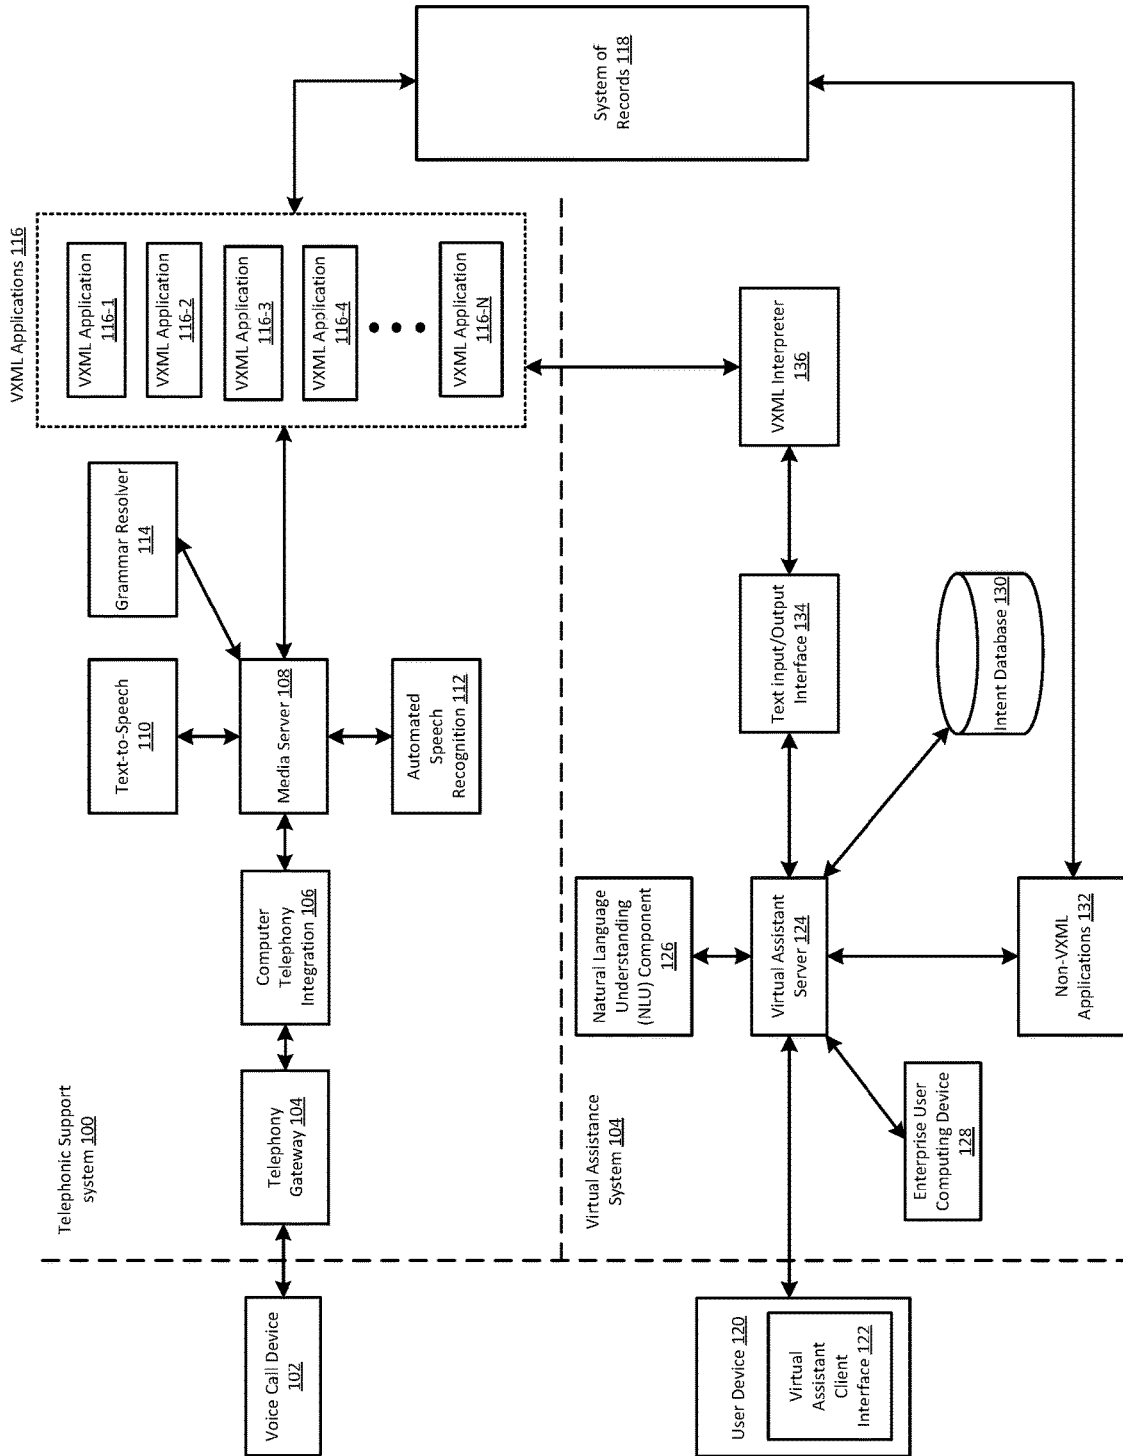 Telephonic Support
system 100
Voice Call Device
102
Telephony
Gateway 104
Computer
Telephony
Integration 106
Text-to-Speech
110
Media Server 108
Automated
Speech
Recognition 112
Grammar Resolver
114
VXML Applications 116
VXML Application
116-1
VXML Application
116-2
VXML Application
116-3
VXML Application
116-4
VXML Application
116-N
System of
Records 118
Virtual Assistance
System 104
User Device 120
Virtual
Assistant
Client
Interface 122
Natural Language
Understanding
(NLU) Component
126
Virtual Assistant
Server 124
Enterprise User
Computing Device
128
Non-VXML
Applications 132
Text input/Output
Interface 134
Intent Database 130
VXML Interpreter
136